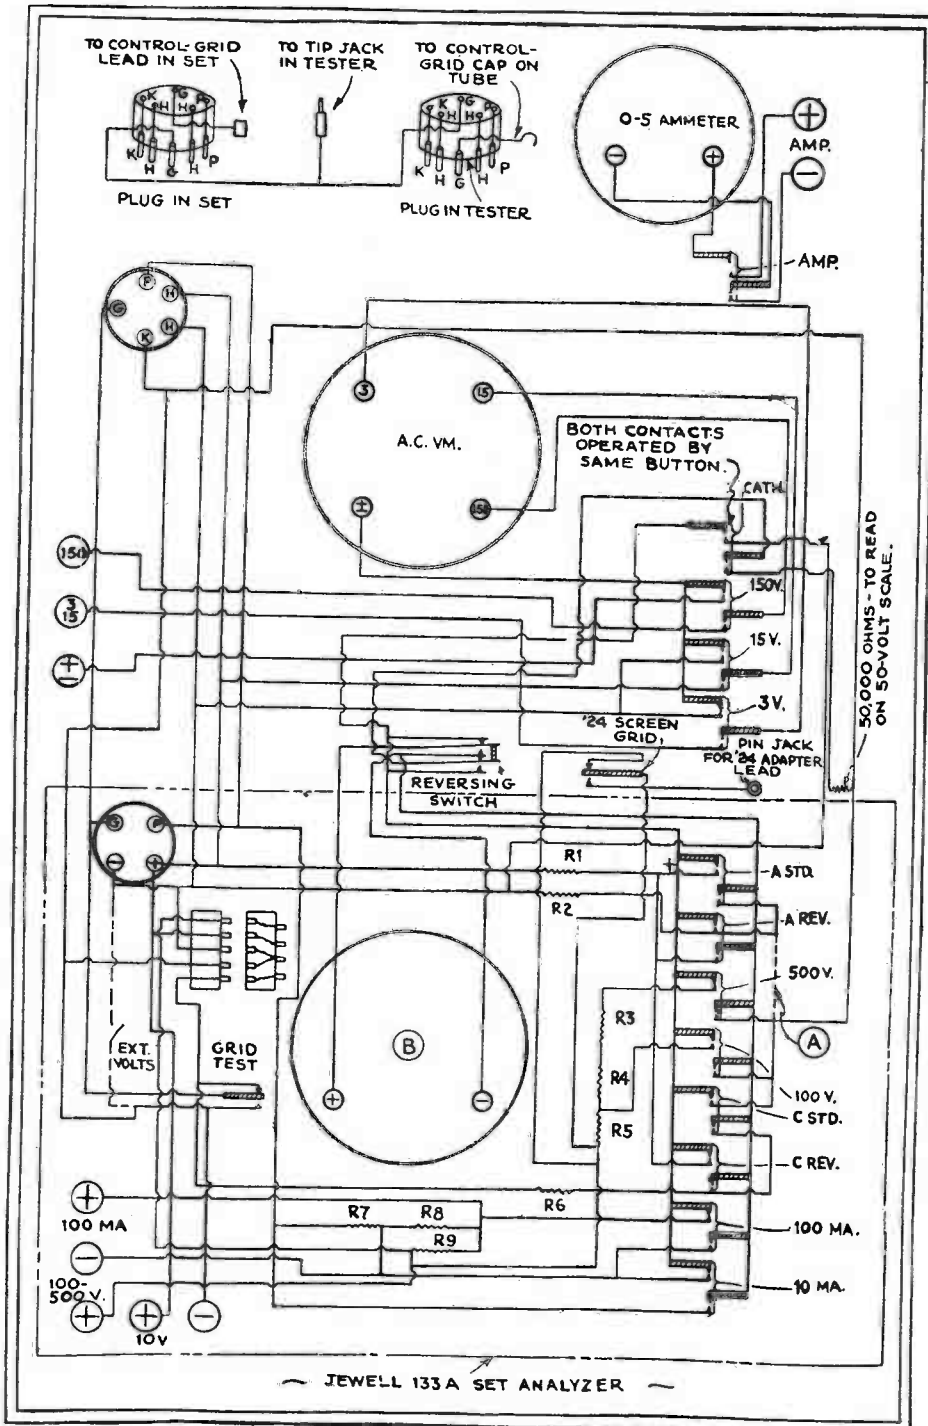 TO CONTROL-GRID
LEAD IN SET
TO TIP JACK
IN TESTER
TO CONTROL-
GRID CAP ON
TUBE
K G P
H H
K H G H P
PLUG IN SET
K G P
H H
K H G H P
PLUG IN TESTER
0-5 AMMETER
− +
+
AMP.
−
AMP.
P
H
G
H
K
3
15
A.C. VM.
±
150
BOTH CONTACTS
OPERATED BY
SAME BUTTON.
CATH.
150V.
15 V.
3 V.
50,000 OHMS - TO READ
ON 50-VOLT SCALE.
150
3
15
±
'24 SCREEN
GRID,
PIN JACK
FOR '24 ADAPTER
LEAD
REVERSING
SWITCH
G P
− +
R1
+
R2
A STD.
A REV.
500V.
R3
A
R4
100 V.
C STD.
R5
C REV.
EXT.
VOLTS
GRID
TEST
B
+ −
R6
+
100 MA
R7
R8
R9
100 MA.
−
100-
500V.
+
+
10V
−
10 MA.
JEWELL 133A SET ANALYZER